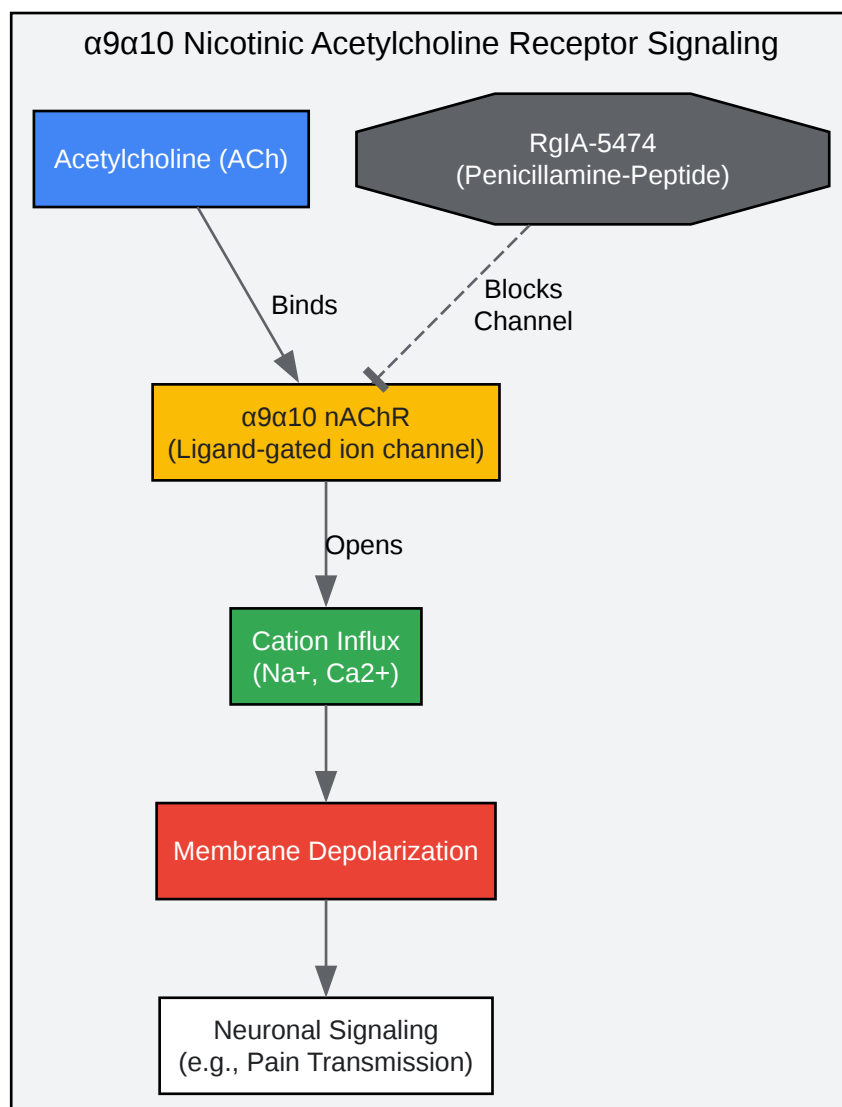 α9α10 Nicotinic Acetylcholine Receptor Signaling
Acetylcholine (ACh)
RgIA-5474
(Penicillamine-Peptide)
Binds
Blocks
Channel
α9α10 nAChR
(Ligand-gated ion channel)
Opens
Cation Influx
(Na+, Ca2+)
Membrane Depolarization
Neuronal Signaling
(e.g., Pain Transmission)